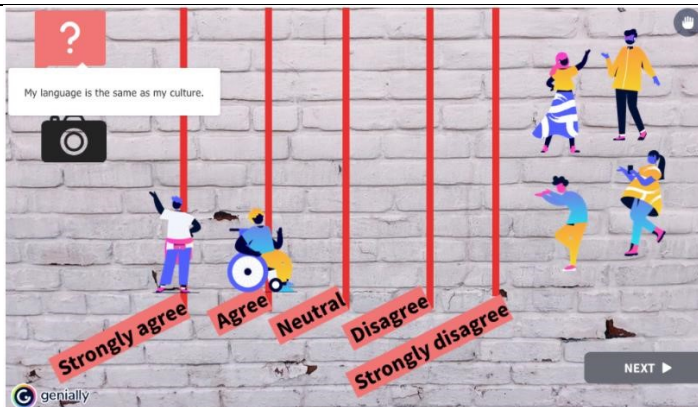 ?
My language is the same as my culture.
Strongly agree
Agree
Neutral
Disagree
Strongly disagree
NEXT
G genially